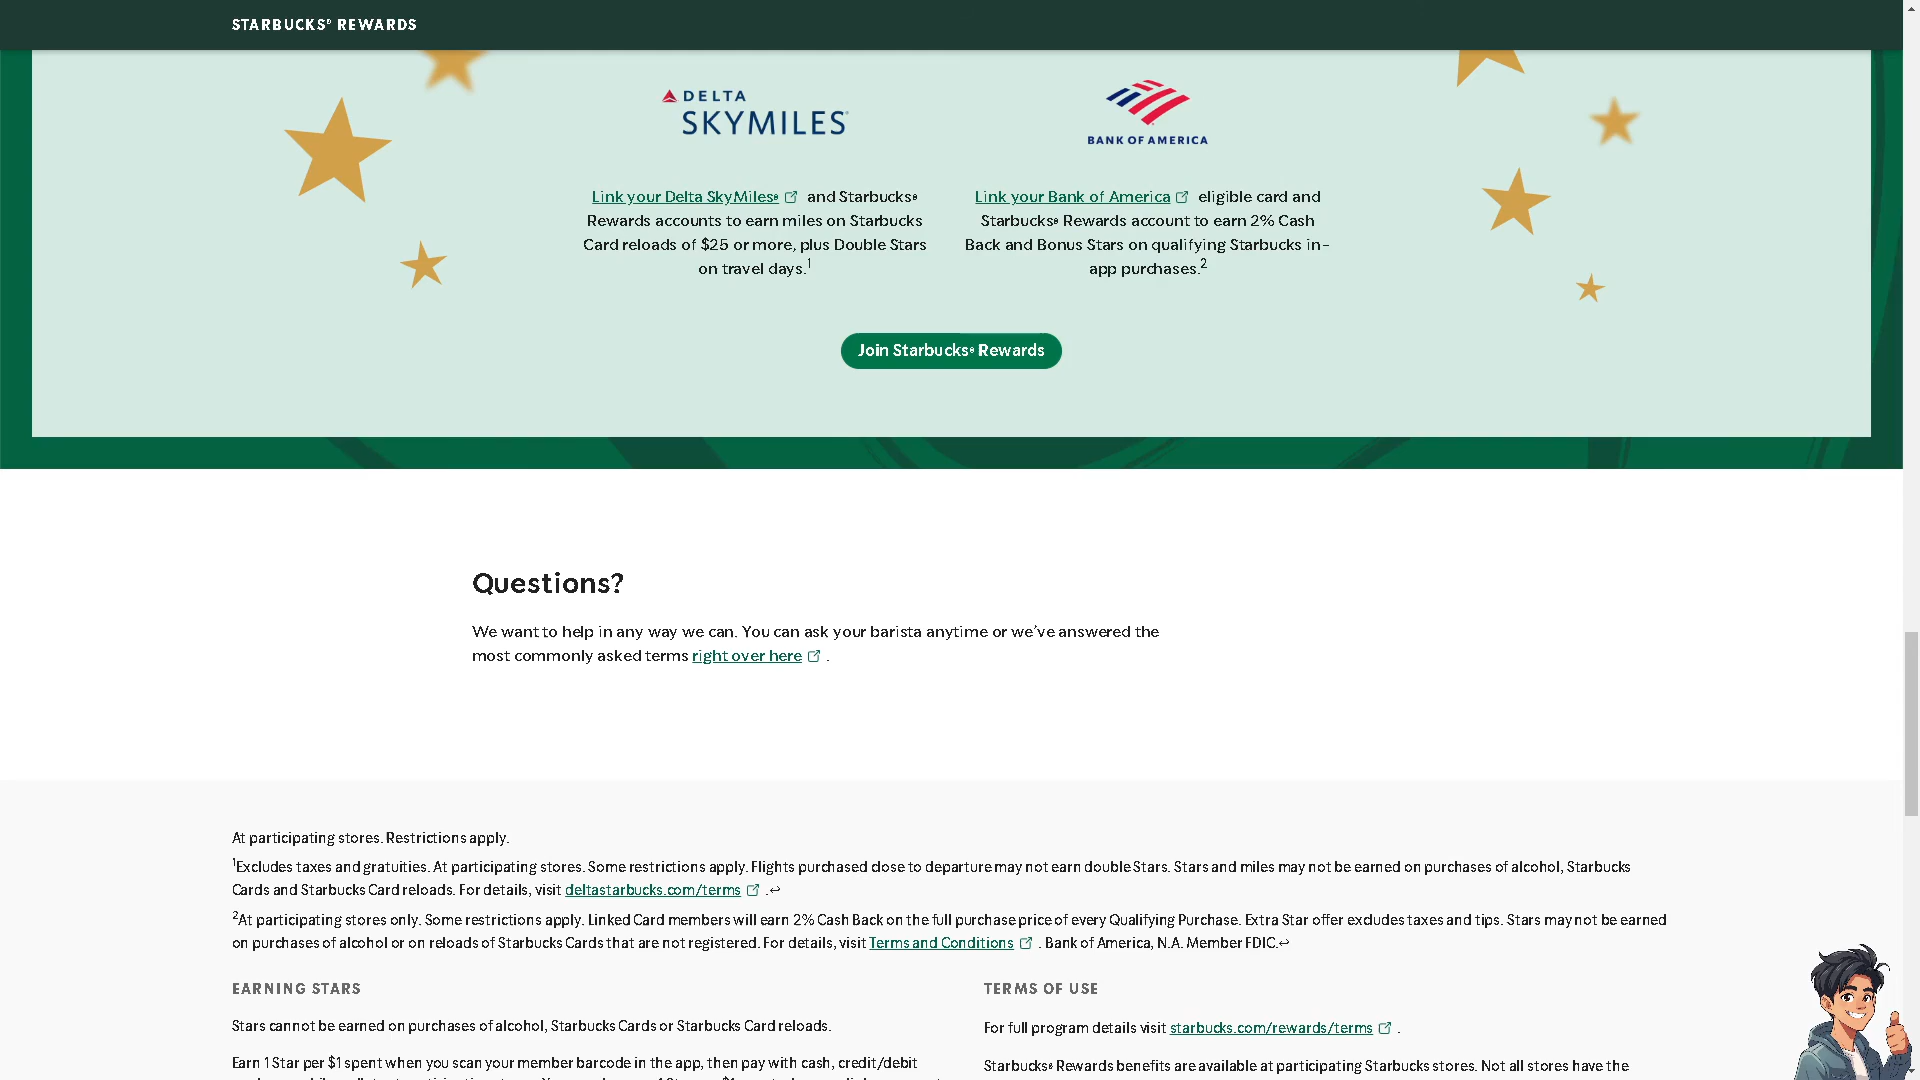 STARBUCKS® REWARDS
DELTA
SKYMILES®
BANK OF AMERICA
Link your Delta SkyMiles® and Starbucks®
Rewards accounts to earn miles on Starbucks
Card reloads of $25 or more, plus Double Stars
on travel days.1
Link your Bank of America eligible card and
Starbucks® Rewards account to earn 2% Cash
Back and Bonus Stars on qualifying Starbucks in-
app purchases.2
Join Starbucks® Rewards
Questions?
We want to help in any way we can. You can ask your barista anytime or we've answered the
most commonly asked terms right over here .
At participating stores. Restrictions apply.
1Excludes taxes and gratuities. At participating stores. Some restrictions apply. Flights purchased close to departure may not earn double Stars. Stars and miles may not be earned on purchases of alcohol, Starbucks
Cards and Starbucks Card reloads. For details, visit deltastarbucks.com/terms .↩
2At participating stores only. Some restrictions apply. Linked Card members will earn 2% Cash Back on the full purchase price of every Qualifying Purchase. Extra Star offer excludes taxes and tips. Stars may not be earned
on purchases of alcohol or on reloads of Starbucks Cards that are not registered. For details, visit Terms and Conditions . Bank of America, N.A. Member FDIC.↩
EARNING STARS
Stars cannot be earned on purchases of alcohol, Starbucks Cards or Starbucks Card reloads.
Earn 1 Star per $1 spent when you scan your member barcode in the app, then pay with cash, credit/debit
TERMS OF USE
For full program details visit starbucks.com/rewards/terms .
Starbucks® Rewards benefits are available at participating Starbucks stores. Not all stores have the